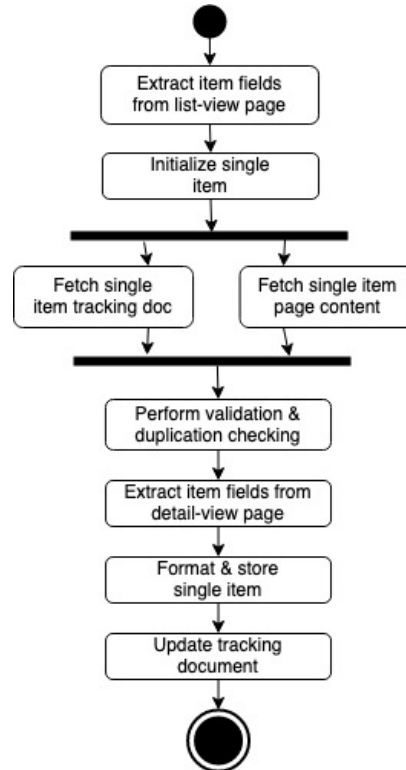 Extract item fields
from list-view page
Initialize single
item
Fetch single
item tracking doc
Fetch single item
page content
Perform validation &
duplication checking
Extract item fields from
detail-view page
Format & store
single item
Update tracking
document